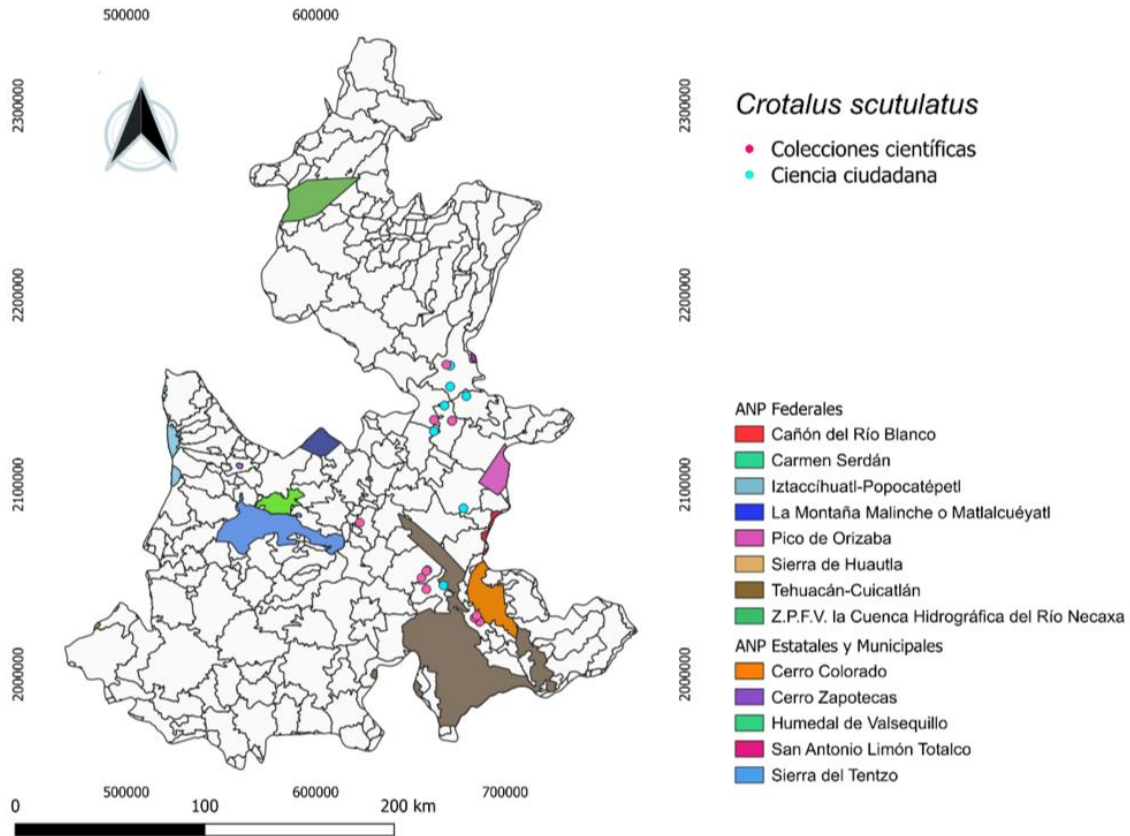 500000 600000
2300000 2300000
Crotalus scutulatus
Colecciones científicas
Ciencia ciudadana
2200000 2200000
2100000 2100000
2000000 2000000
ANP Federales
Cañón del Río Blanco
Carmen Serdán
Iztaccíhuatl-Popocatépetl
La Montaña Malinche o Matlalcuéyatl
Pico de Orizaba
Sierra de Huautla
Tehuacán-Cuicatlán
Z.P.F.V. la Cuenca Hidrográfica del Río Necaxa
ANP Estatales y Municipales
Cerro Colorado
Cerro Zapotecas
Humedal de Valsequillo
San Antonio Limón Totalco
Sierra del Tentzo
500000 600000 700000
0 100 200 km